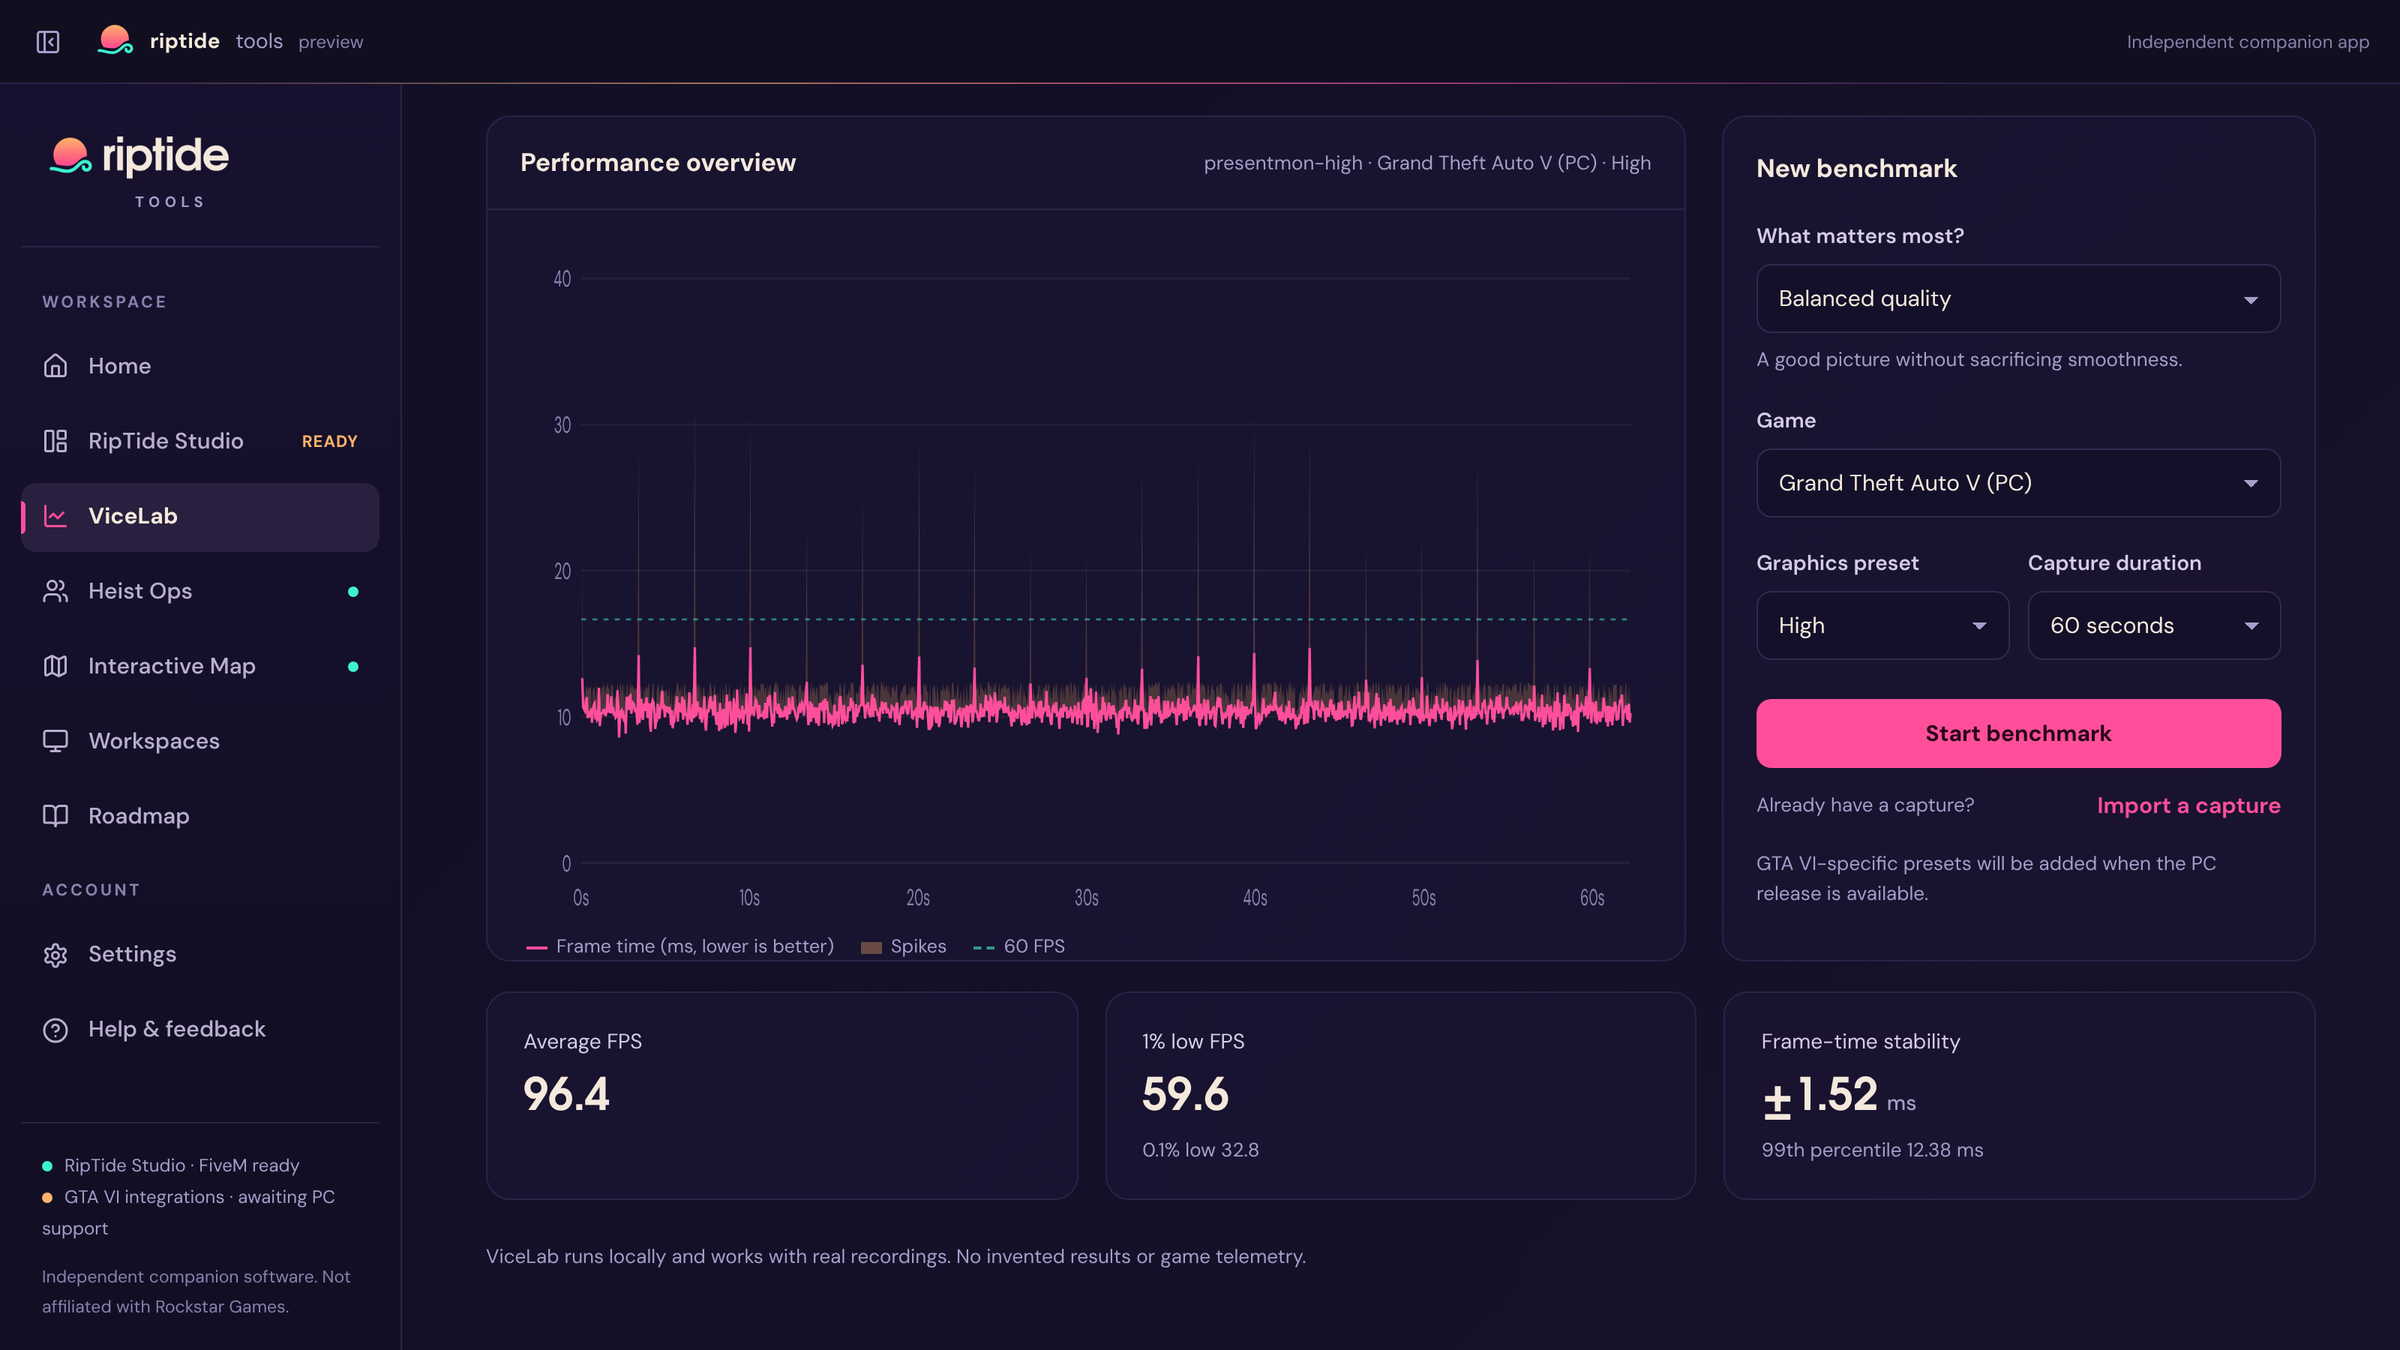 riptide tools preview
Independent companion app
riptide
TOOLS
WORKSPACE
Home
RipTide Studio READY
ViceLab
Heist Ops
Interactive Map
Workspaces
Roadmap
ACCOUNT
Settings
Help & feedback
RipTide Studio · FiveM ready
GTA VI integrations · awaiting PC
support
Independent companion software. Not
affiliated with Rockstar Games.
Performance overview
presentmon-high · Grand Theft Auto V (PC) · High
40
30
20
10
0
0s 10s 20s 30s 40s 50s 60s
Frame time (ms, lower is better) Spikes 60 FPS
New benchmark
What matters most?
Balanced quality
A good picture without sacrificing smoothness.
Game
Grand Theft Auto V (PC)
Graphics preset Capture duration
High 60 seconds
Start benchmark
Already have a capture? Import a capture
GTA VI-specific presets will be added when the PC
release is available.
Average FPS
96.4
1% low FPS
59.6
0.1% low 32.8
Frame-time stability
±1.52 ms
99th percentile 12.38 ms
ViceLab runs locally and works with real recordings. No invented results or game telemetry.